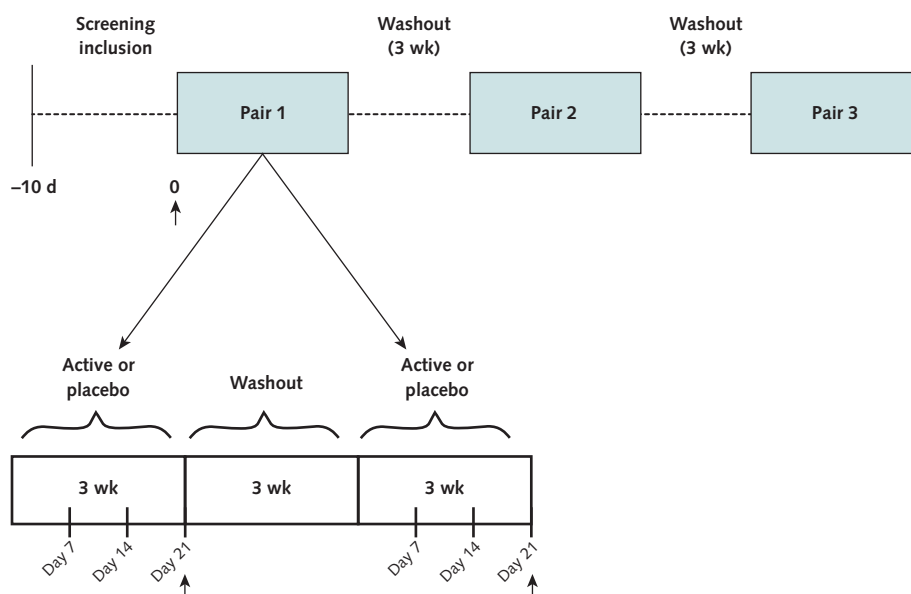 Screening
inclusion
Washout
(3 wk)
Washout
(3 wk)
Pair 1
Pair 2
Pair 3
–10 d
0
Active or
placebo
Washout
Active or
placebo
3 wk
3 wk
3 wk
Day 7
Day 14
Day 21
Day 7
Day 14
Day 21